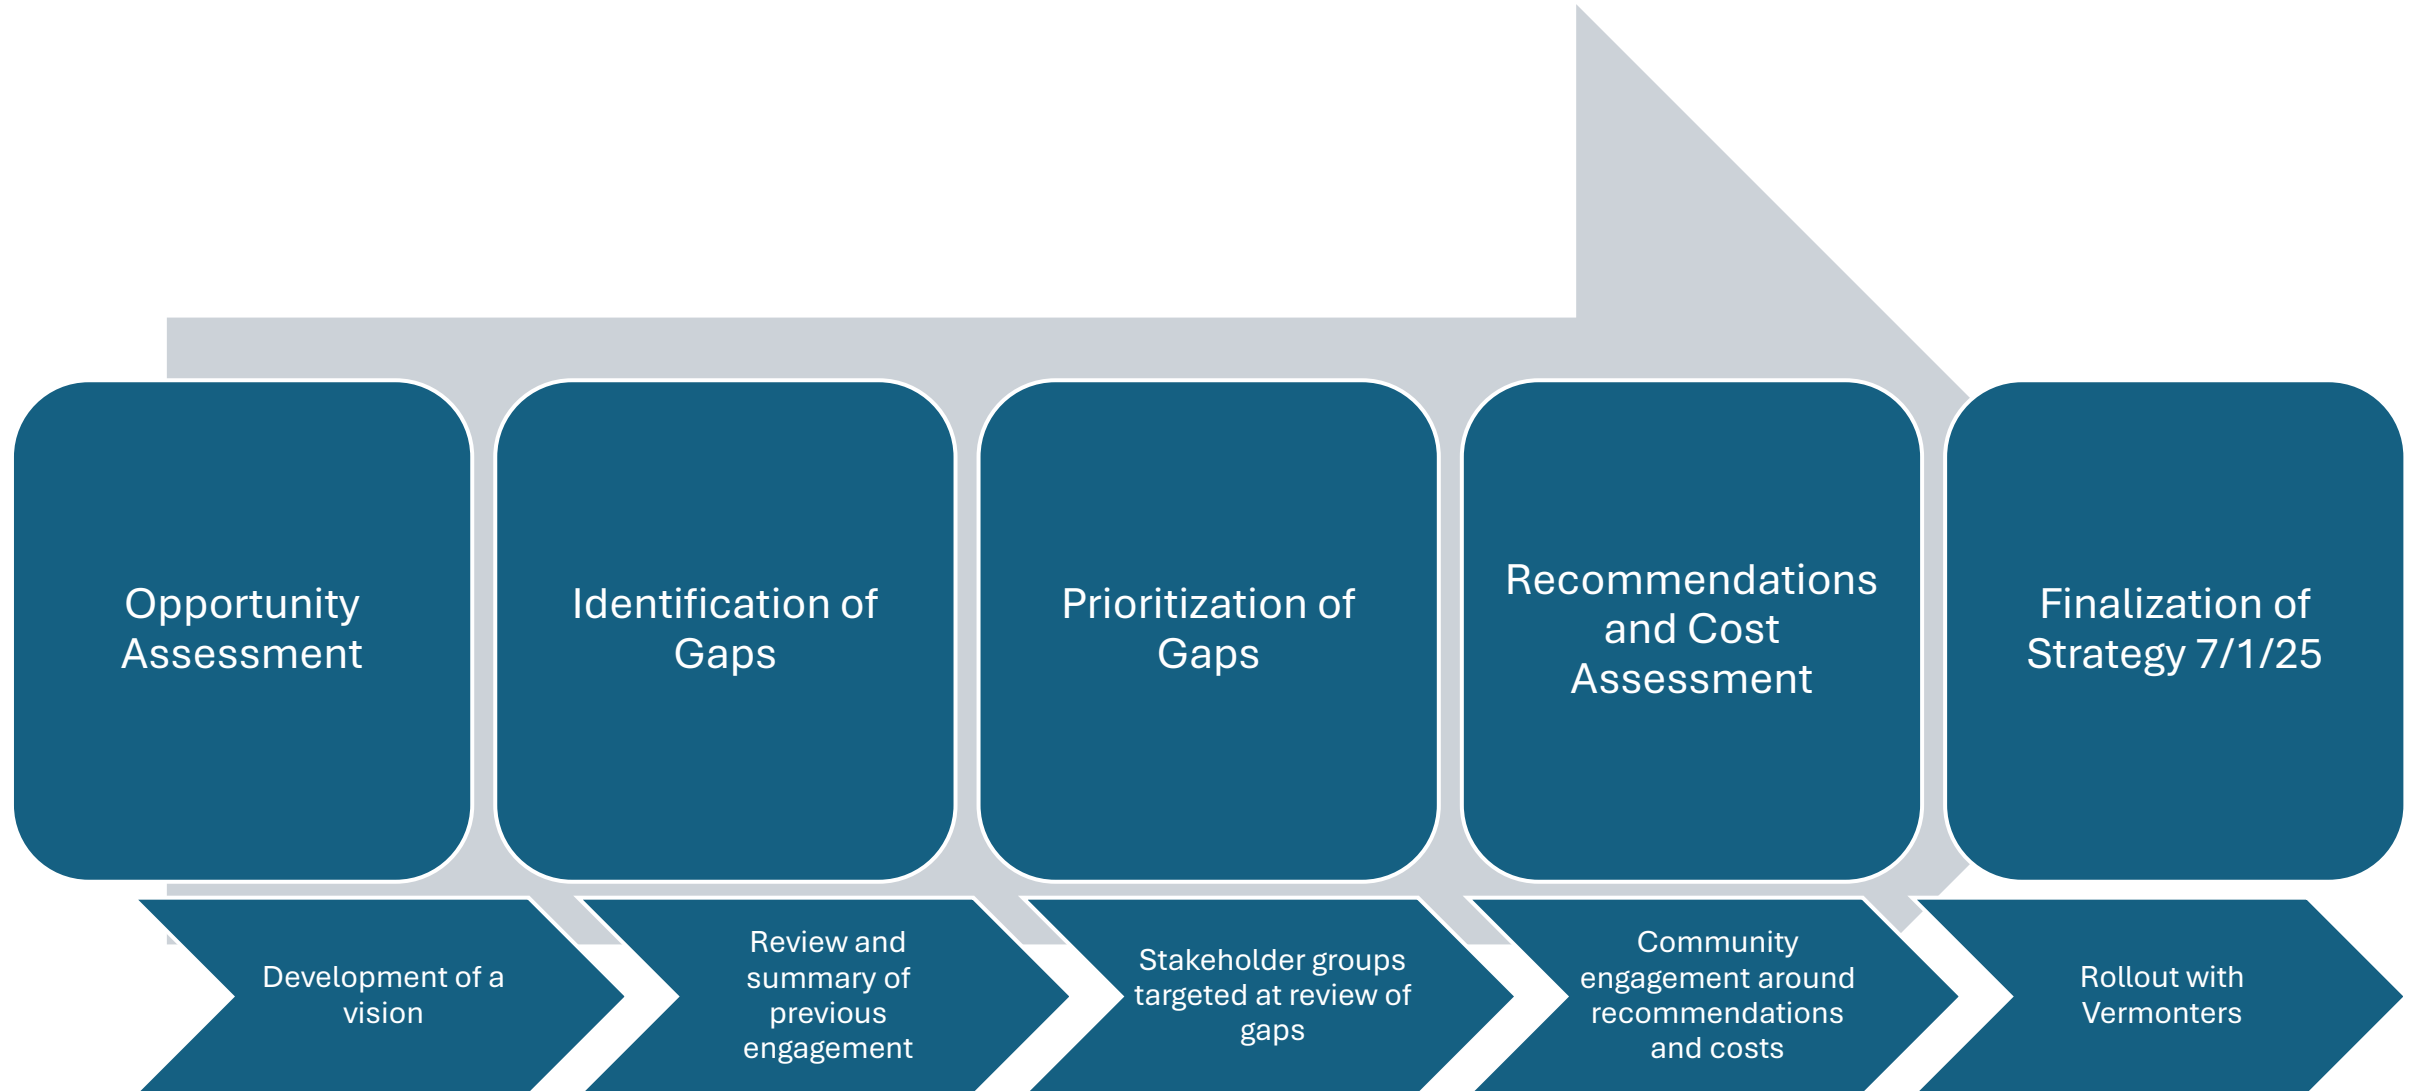 Opportunity
Assessment
Identification of
Gaps
Prioritization of
Gaps
Recommendations
and Cost
Assessment
Finalization of
Strategy 7/1/25
Development of a
vision
Review and
summary of
previous
engagement
Stakeholder groups
targeted at review of
gaps
Community
engagement around
recommendations
and costs
Rollout with
Vermonters